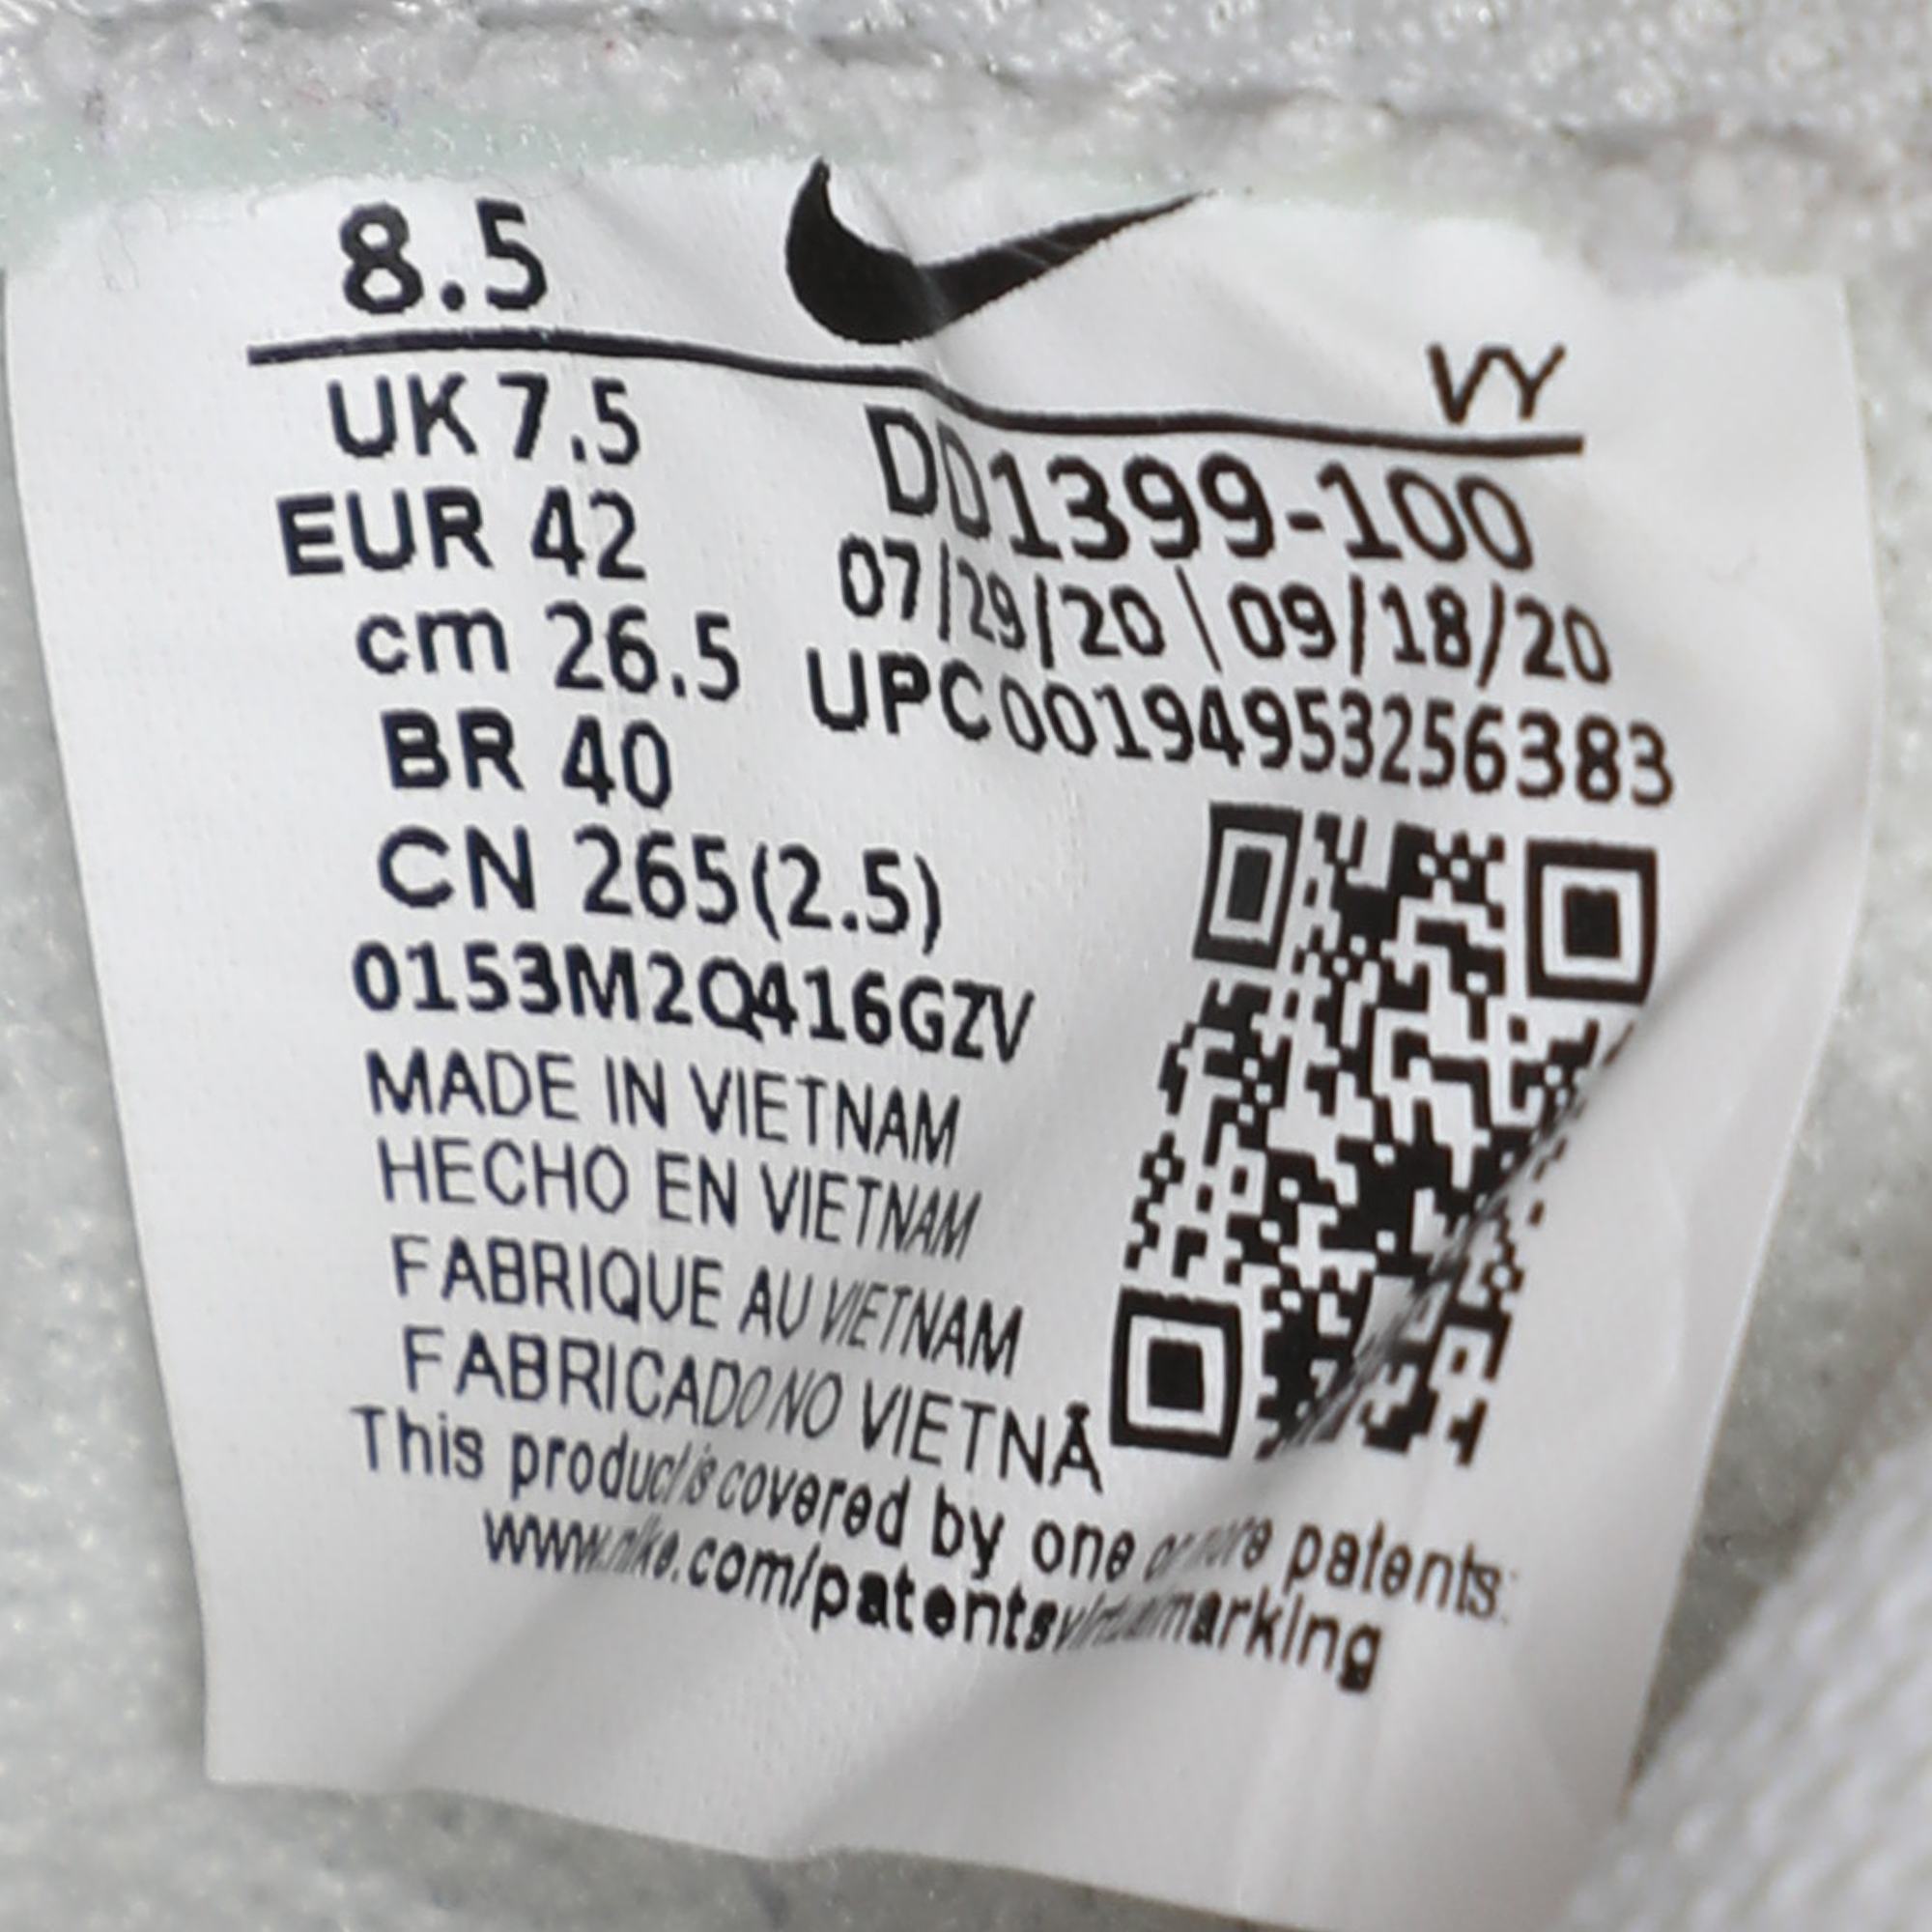 8.5
VY
UK 7.5
DD1399-100
EUR 42
07/29/20 \ 09/18/20
cm 26.5
UPC00194953256383
BR 40
CN 265(2.5)
0153M2Q416GZV
MADE IN VIETNAM
HECHO EN VIETNAM
FABRIQUE AU VIETNAM
FABRICADO NO VIETNÃ
This product is covered by one or more patents:
www.nike.com/patentsvirtualmarking